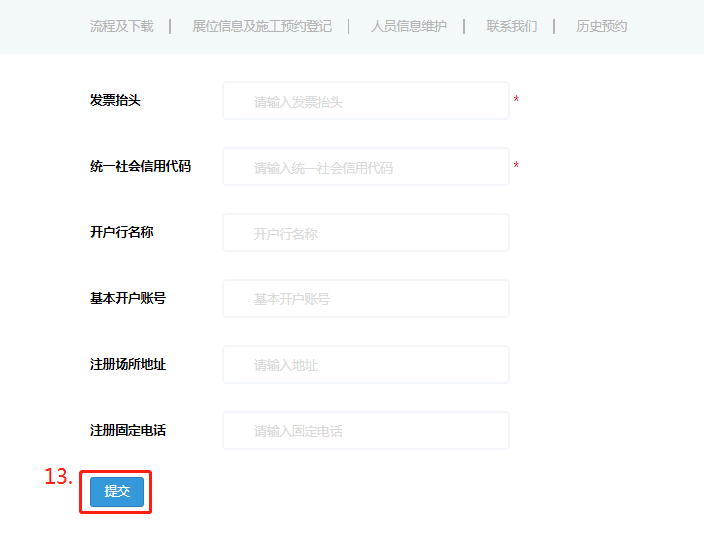 流程及下载 | 展位信息及施工预约登记 | 人员信息维护 | 联系我们 | 历史预约
发票抬头 请输入发票抬头 *
统一社会信用代码 请输入统一社会信用代码 *
开户行名称 开户行名称
基本开户账号 基本开户账号
注册场所地址 请输入地址
注册固定电话 请输入固定电话
13. 提交